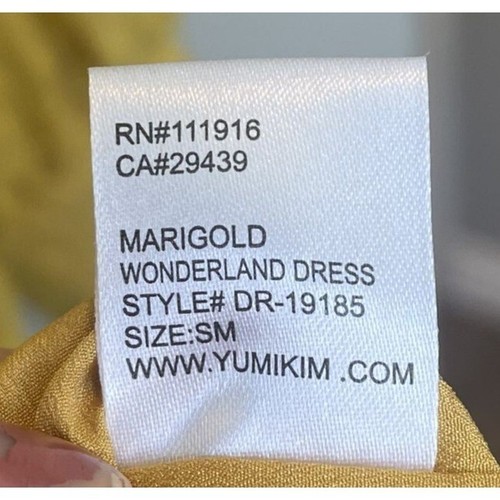 RN#111916
CA#29439
MARIGOLD
WONDERLAND DRESS
STYLE# DR-19185
SIZE:SM
WWW.YUMIKIM .COM